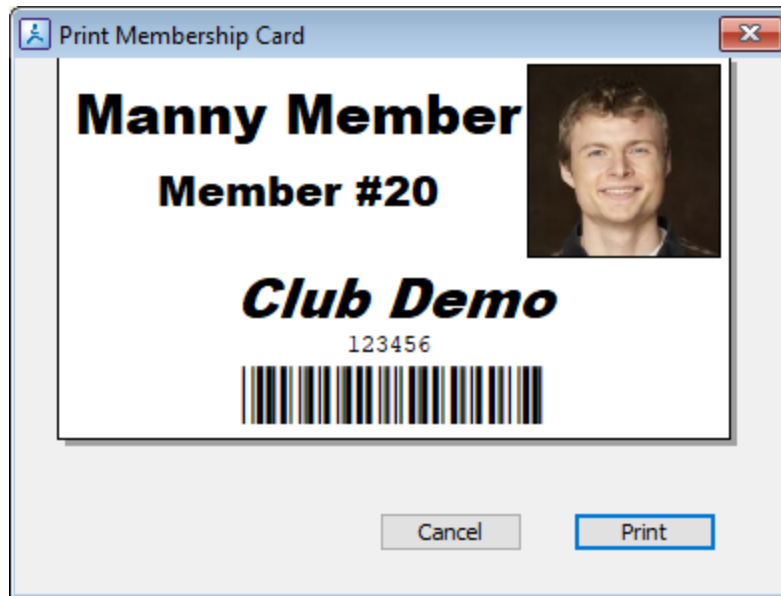 Print Membership Card
Manny Member
Member #20
Club Demo
123456
Cancel Print